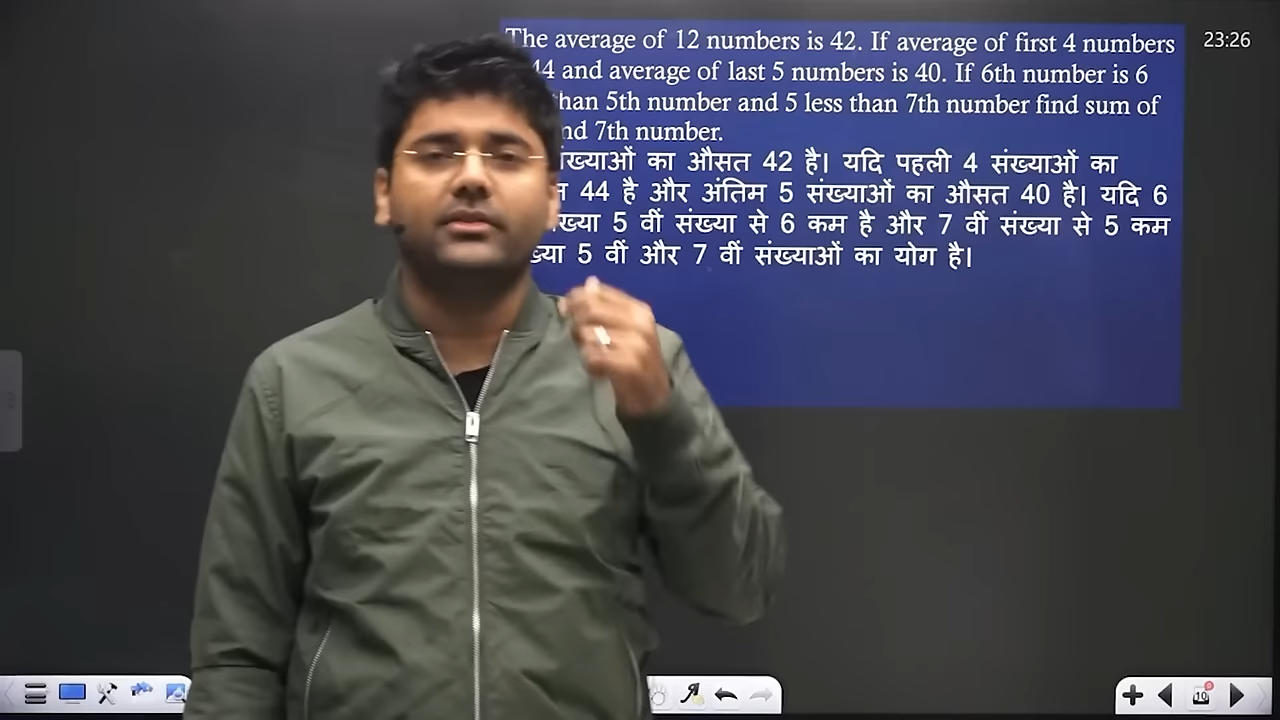 The average of 12 numbers is 42. If average of first 4 numbers
44 and average of last 5 numbers is 40. If 6th number is 6
than 5th number and 5 less than 7th number find sum of
7th number.
का औसत 42 है। यदि पहली 4 संख्याओं का
44 है और अंतिम 5 संख्याओं का औसत 40 है। यदि 6
5 वीं संख्या से 6 कम है और 7 वीं संख्या से 5 कम
5 वीं और 7 वीं संख्याओं का योग है।
23:26
10